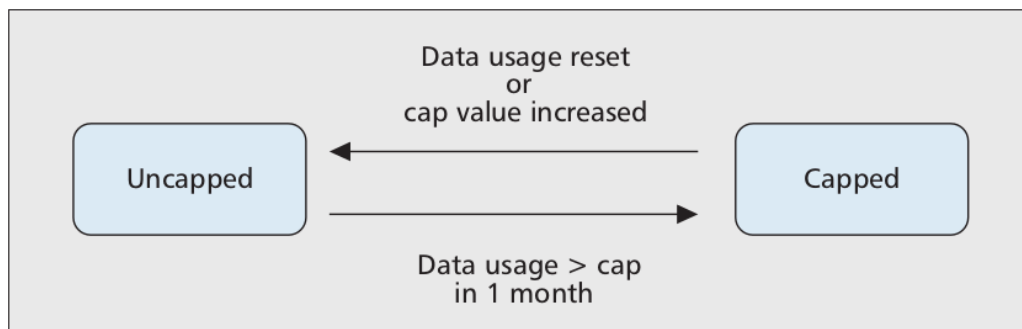 Data usage reset
or
cap value increased
Uncapped
Capped
Data usage > cap
in 1 month